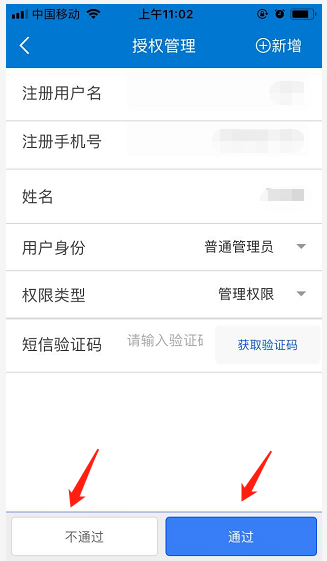 中国移动 上午11:02
授权管理 新增
注册用户名
注册手机号
姓名
用户身份 普通管理员
权限类型 管理权限
短信验证码 请输入验证 获取验证码
不通过 通过